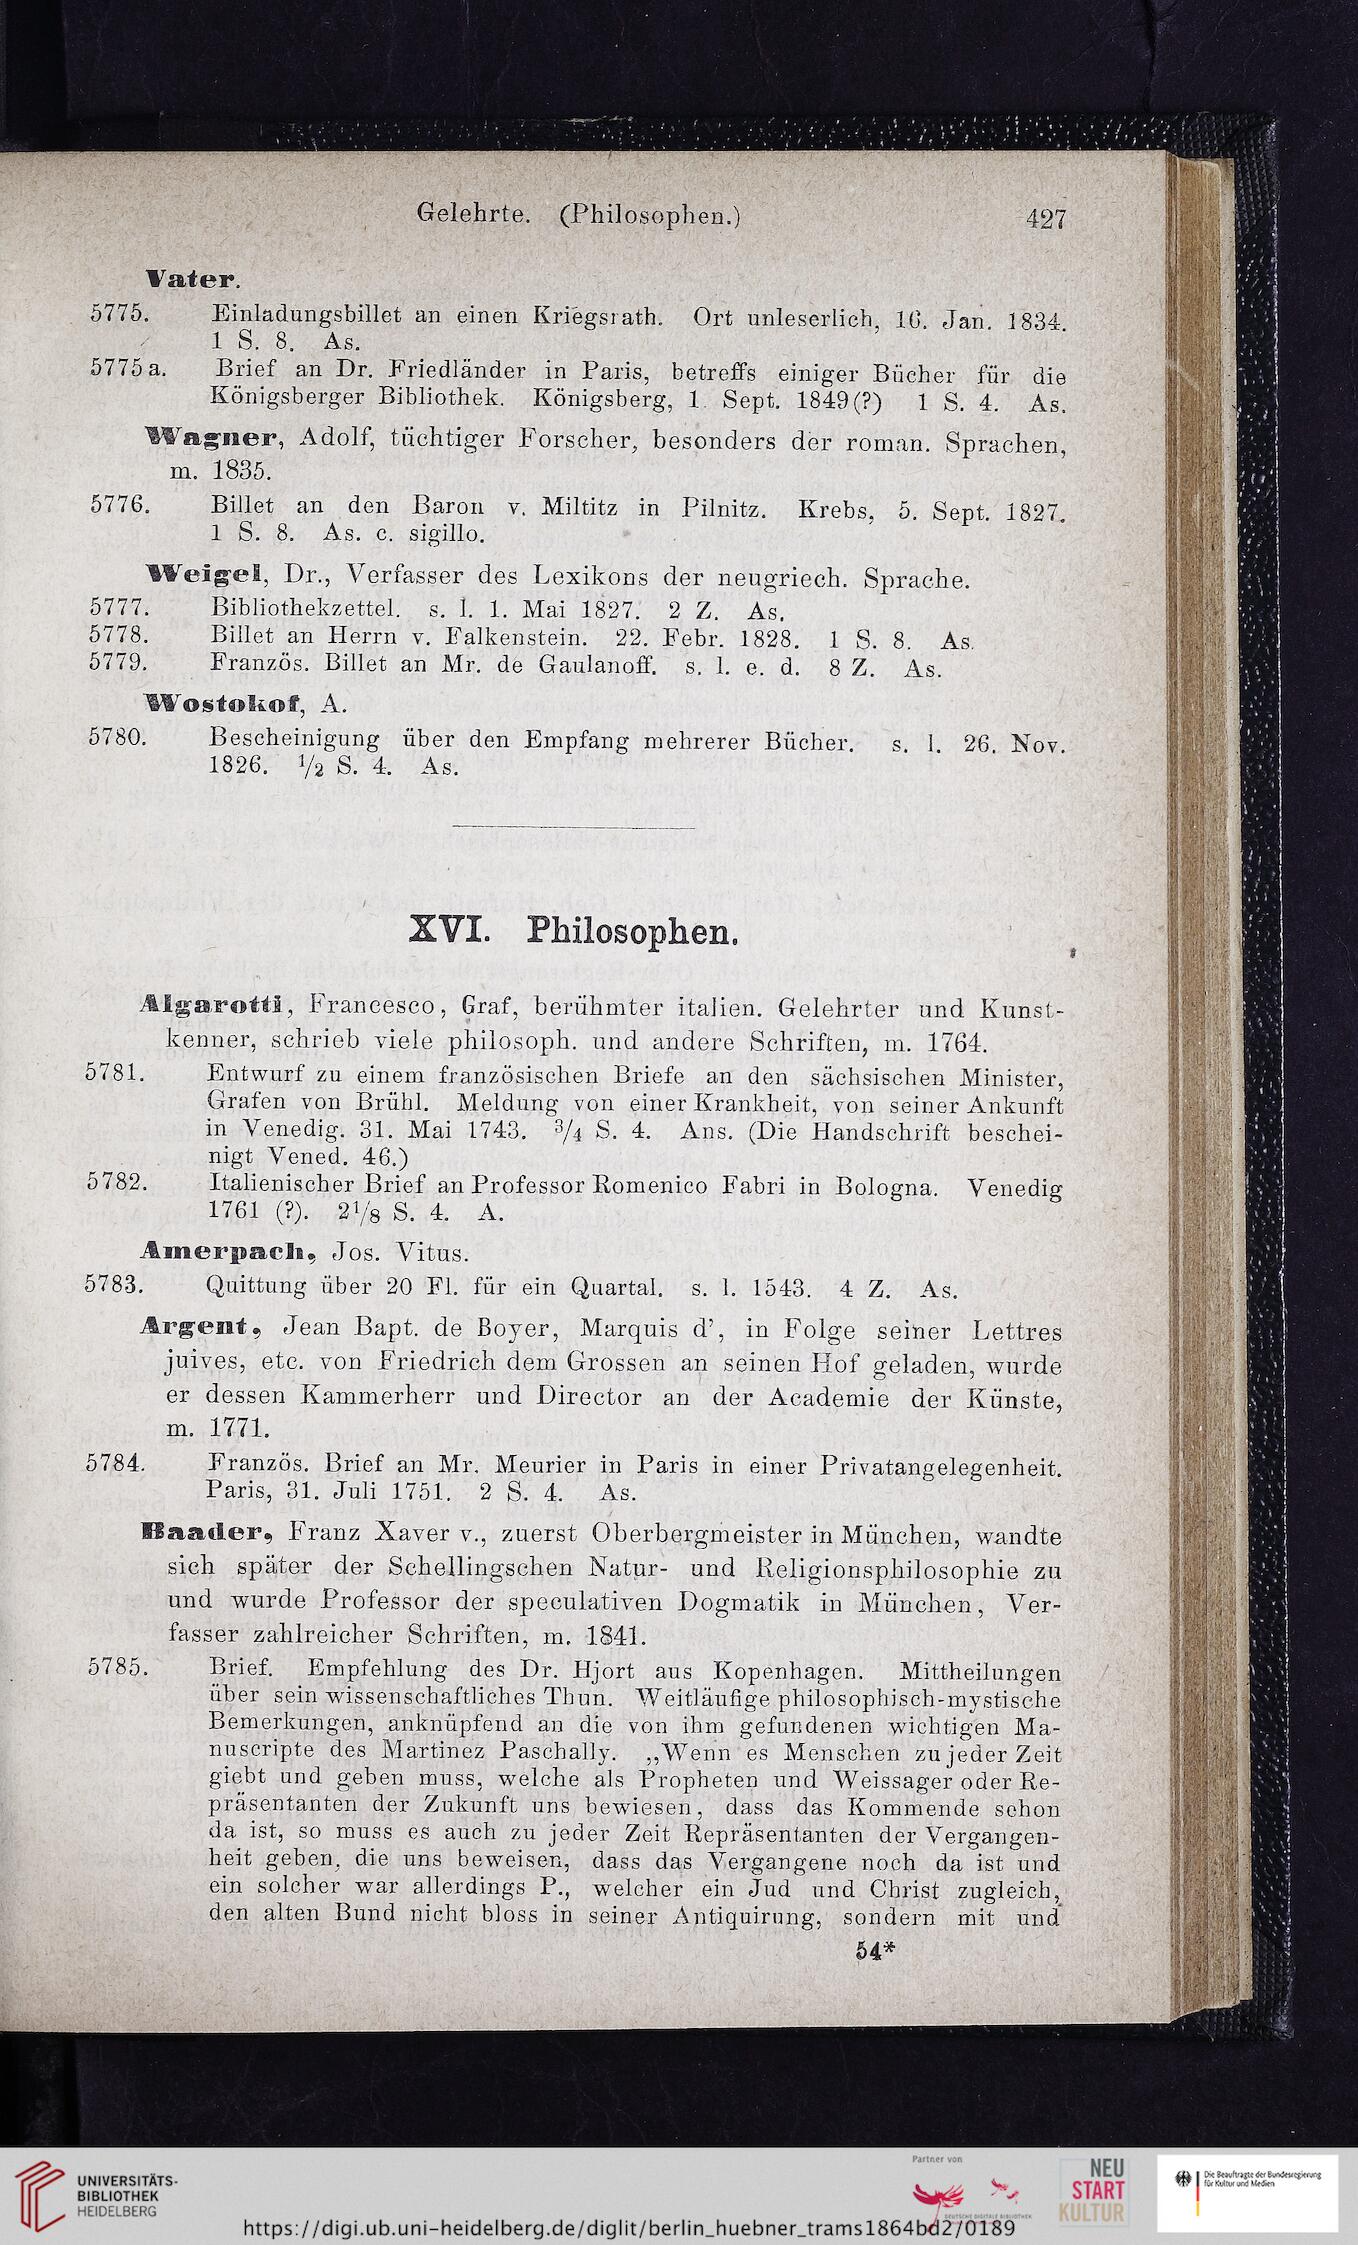 Gelehrte. (Philosophen.) 427
Vater.
5775. Einladungsbillet an einen Kriegsrath. Ort unleserlich, 16. Jan. 1834.
1 S. 8. As.
5775a. Brief an Dr. Friedländer in Paris, betreffs einiger Bücher für die
Königsberger Bibliothek. Königsberg, 1. Sept. 1849(?) 1 S. 4. As.
Wagner, Adolf, tüchtiger Forscher, besonders der roman. Sprachen,
m. 1835.
5776. Billet an den Baron v. Miltitz in Pilnitz. Krebs, 5. Sept. 1827.
1 S. 8. As. c. sigillo.
Weigel, Dr., Verfasser des Lexikons der neugriech. Sprache.
5777. Bibliothekzettel. s. l. 1. Mai 1827. 2 Z. As.
5778. Billet an Herrn v. Falkenstein. 22. Febr. 1828. 1 S. 8. As.
5779. Französ. Billet an Mr. de Gaulanoff. s. l. e. d. 8 Z. As.
Wostokof, A.
5780. Bescheinigung über den Empfang mehrerer Bücher. s. l. 26. Nov.
1826. 1/2 S. 4. As.
XVI. Philosophen.
Algarotti, Francesco, Graf, berühmter italien. Gelehrter und Kunst-
kenner, schrieb viele philosoph. und andere Schriften, m. 1764.
5781. Entwurf zu einem französischen Briefe an den sächsischen Minister,
Grafen von Brühl. Meldung von einer Krankheit, von seiner Ankunft
in Venedig. 31. Mai 1743. 3/4 S. 4. Ans. (Die Handschrift beschei-
nigt Vened. 46.)
5782. Italienischer Brief an Professor Romenico Fabri in Bologna. Venedig
1761 (?). 2 1/8 S. 4. A.
Amerpach, Jos. Vitus.
5783. Quittung über 20 Fl. für ein Quartal. s. l. 1543. 4 Z. As.
Argent, Jean Bapt. de Boyer, Marquis d', in Folge seiner Lettres
juives, etc. von Friedrich dem Grossen an seinen Hof geladen, wurde
er dessen Kammerherr und Director an der Academie der Künste,
m. 1771.
5784. Französ. Brief an Mr. Meurier in Paris in einer Privatangelegenheit.
Paris, 31. Juli 1751. 2 S. 4. As.
Baader, Franz Xaver v., zuerst Oberbergmeister in München, wandte
sich später der Schellingschen Natur- und Religionsphilosophie zu
und wurde Professor der speculativen Dogmatik in München, Ver-
fasser zahlreicher Schriften, m. 1841.
5785. Brief. Empfehlung des Dr. Hjort aus Kopenhagen. Mittheilungen
über sein wissenschaftliches Thun. Weitläufige philosophisch-mystische
Bemerkungen, anknüpfend an die von ihm gefundenen wichtigen Ma-
nuscripte des Martinez Paschally. „Wenn es Menschen zu jeder Zeit
giebt und geben muss, welche als Propheten und Weissager oder Re-
präsentanten der Zukunft uns bewiesen, dass das Kommende schon
da ist, so muss es auch zu jeder Zeit Repräsentanten der Vergangen-
heit geben, die uns beweisen, dass das Vergangene noch da ist und
ein solcher war allerdings P., welcher ein Jud und Christ zugleich,
den alten Bund nicht bloss in seiner Antiquirung, sondern mit und
54*
UNIVERSITÄTS-
BIBLIOTHEK
HEIDELBERG
https://digi.ub.uni-heidelberg.de/diglit/berlin_huebner_trams1864bd2/0189
Partner von
DEUTSCHE DIGITALE BIBLIOTHEK
NEU
START
KULTUR
Die Beauftragte der Bundesregierung
für Kultur und Medien